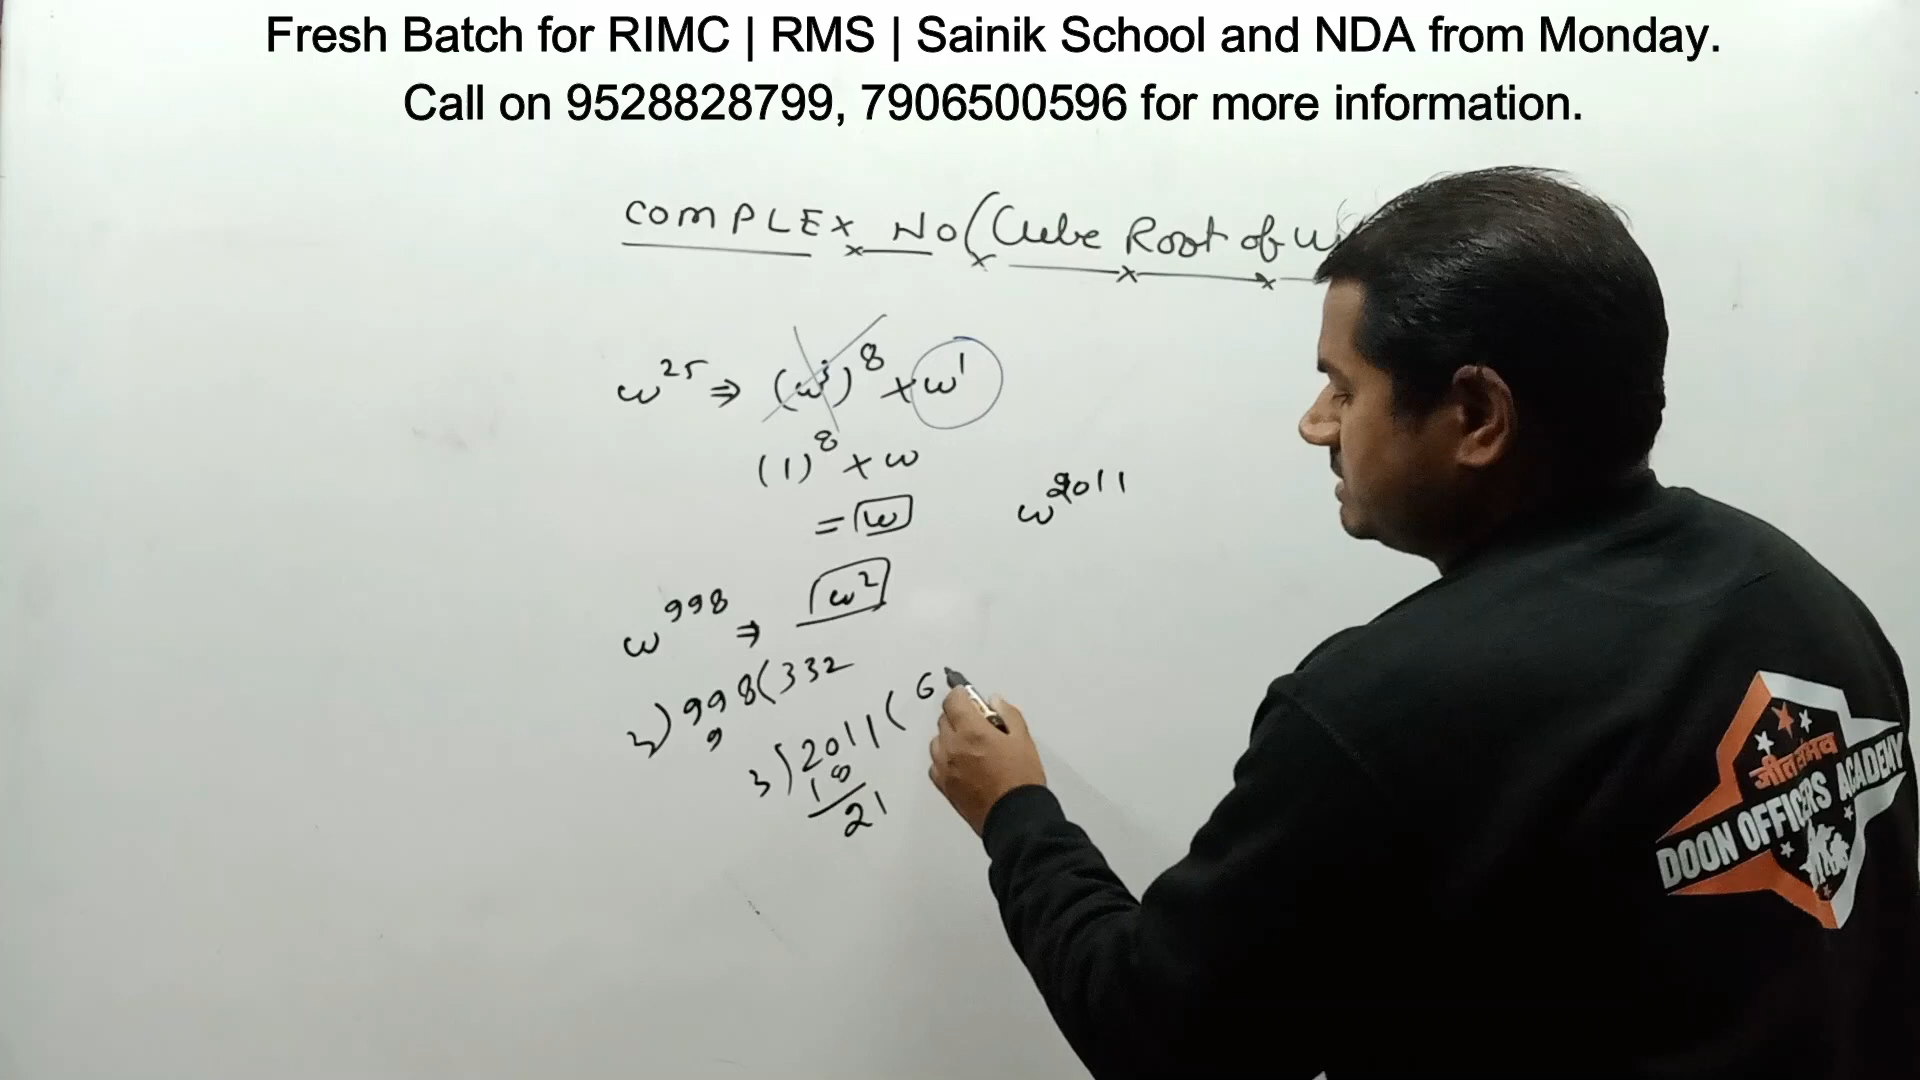 Fresh Batch for RIMC | RMS | Sainik School and NDA from Monday.
Call on 9528828799, 7906500596 for more information.
COMPLEX NO (Cube Root of
ω²⁵ ⇒ (ω³)⁸ × ω¹
(1)⁸ × ω
= ω
ω²⁰¹¹
ω⁹⁹⁸ ⇒ ω²
3)998(332
9
3)2011(6
18
21
DOON OFFICERS ACADEMY